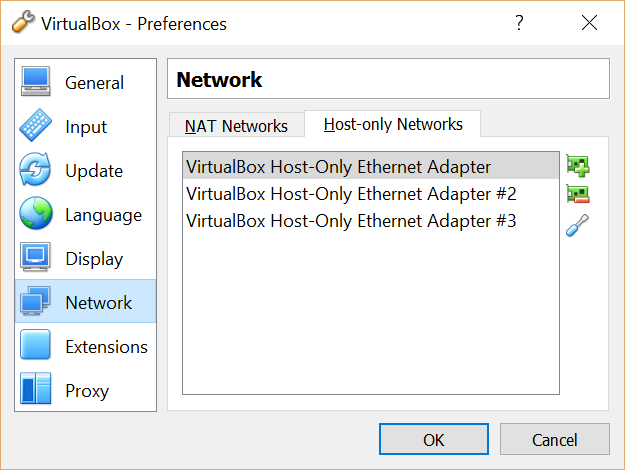 VirtualBox - Preferences
?
General
Input
Update
Language
Display
Network
Extensions
Proxy
Network
NAT Networks
Host-only Networks
VirtualBox Host-Only Ethernet Adapter
VirtualBox Host-Only Ethernet Adapter #2
VirtualBox Host-Only Ethernet Adapter #3
OK
Cancel